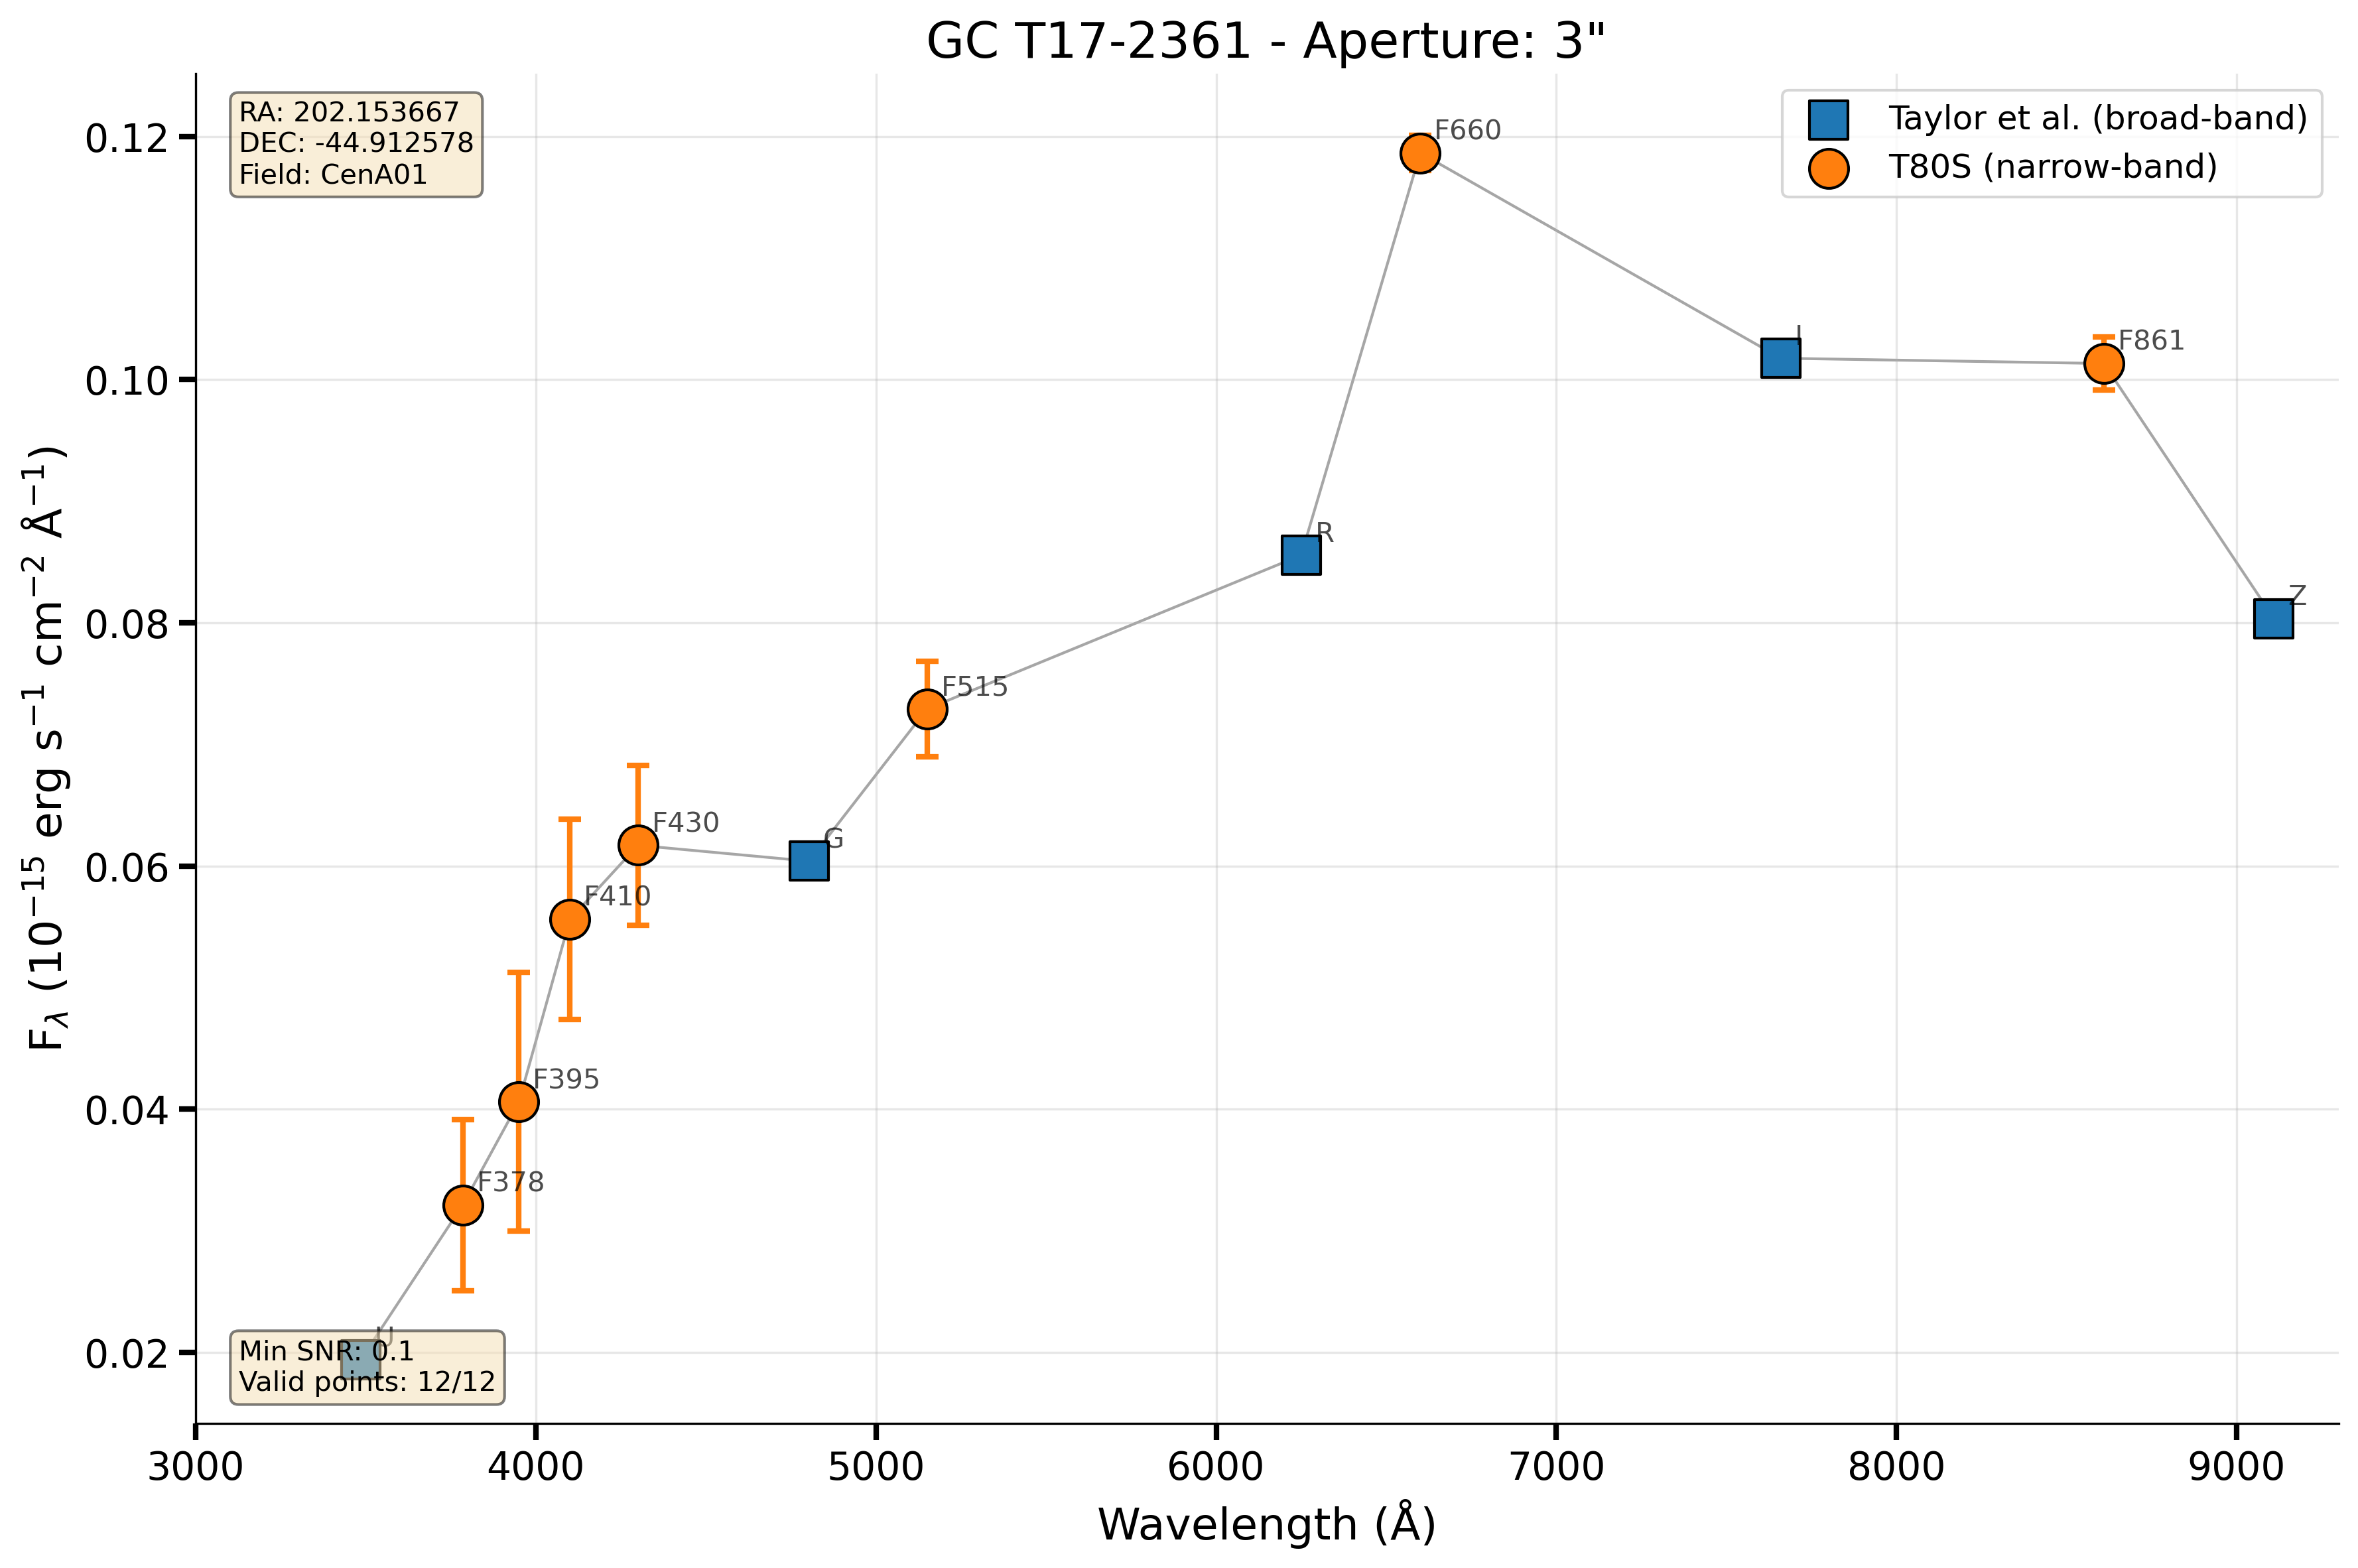 GC T17-2361 - Aperture: 3"
RA: 202.153667
DEC: -44.912578
Field: CenA01
Taylor et al. (broad-band)
T80S (narrow-band)
F660
I
F861
R
Z
F515
F430
G
F410
F395
F378
U
Min SNR: 0.1
Valid points: 12/12
0.12
0.10
0.08
0.06
0.04
0.02
F_λ (10⁻¹⁵ erg s⁻¹ cm⁻² Å⁻¹)
3000 4000 5000 6000 7000 8000 9000
Wavelength (Å)